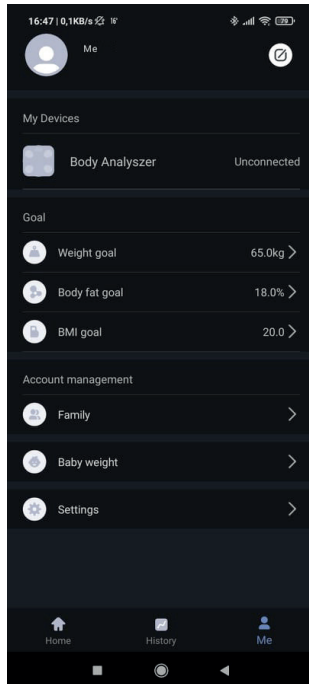 16:47 | 0,1KB/s 16' 79
Me
My Devices
Body Analyszer Unconnected
Goal
Weight goal 65.0kg
Body fat goal 18.0%
BMI goal 20.0
Account management
Family
Baby weight
Settings
Home History Me